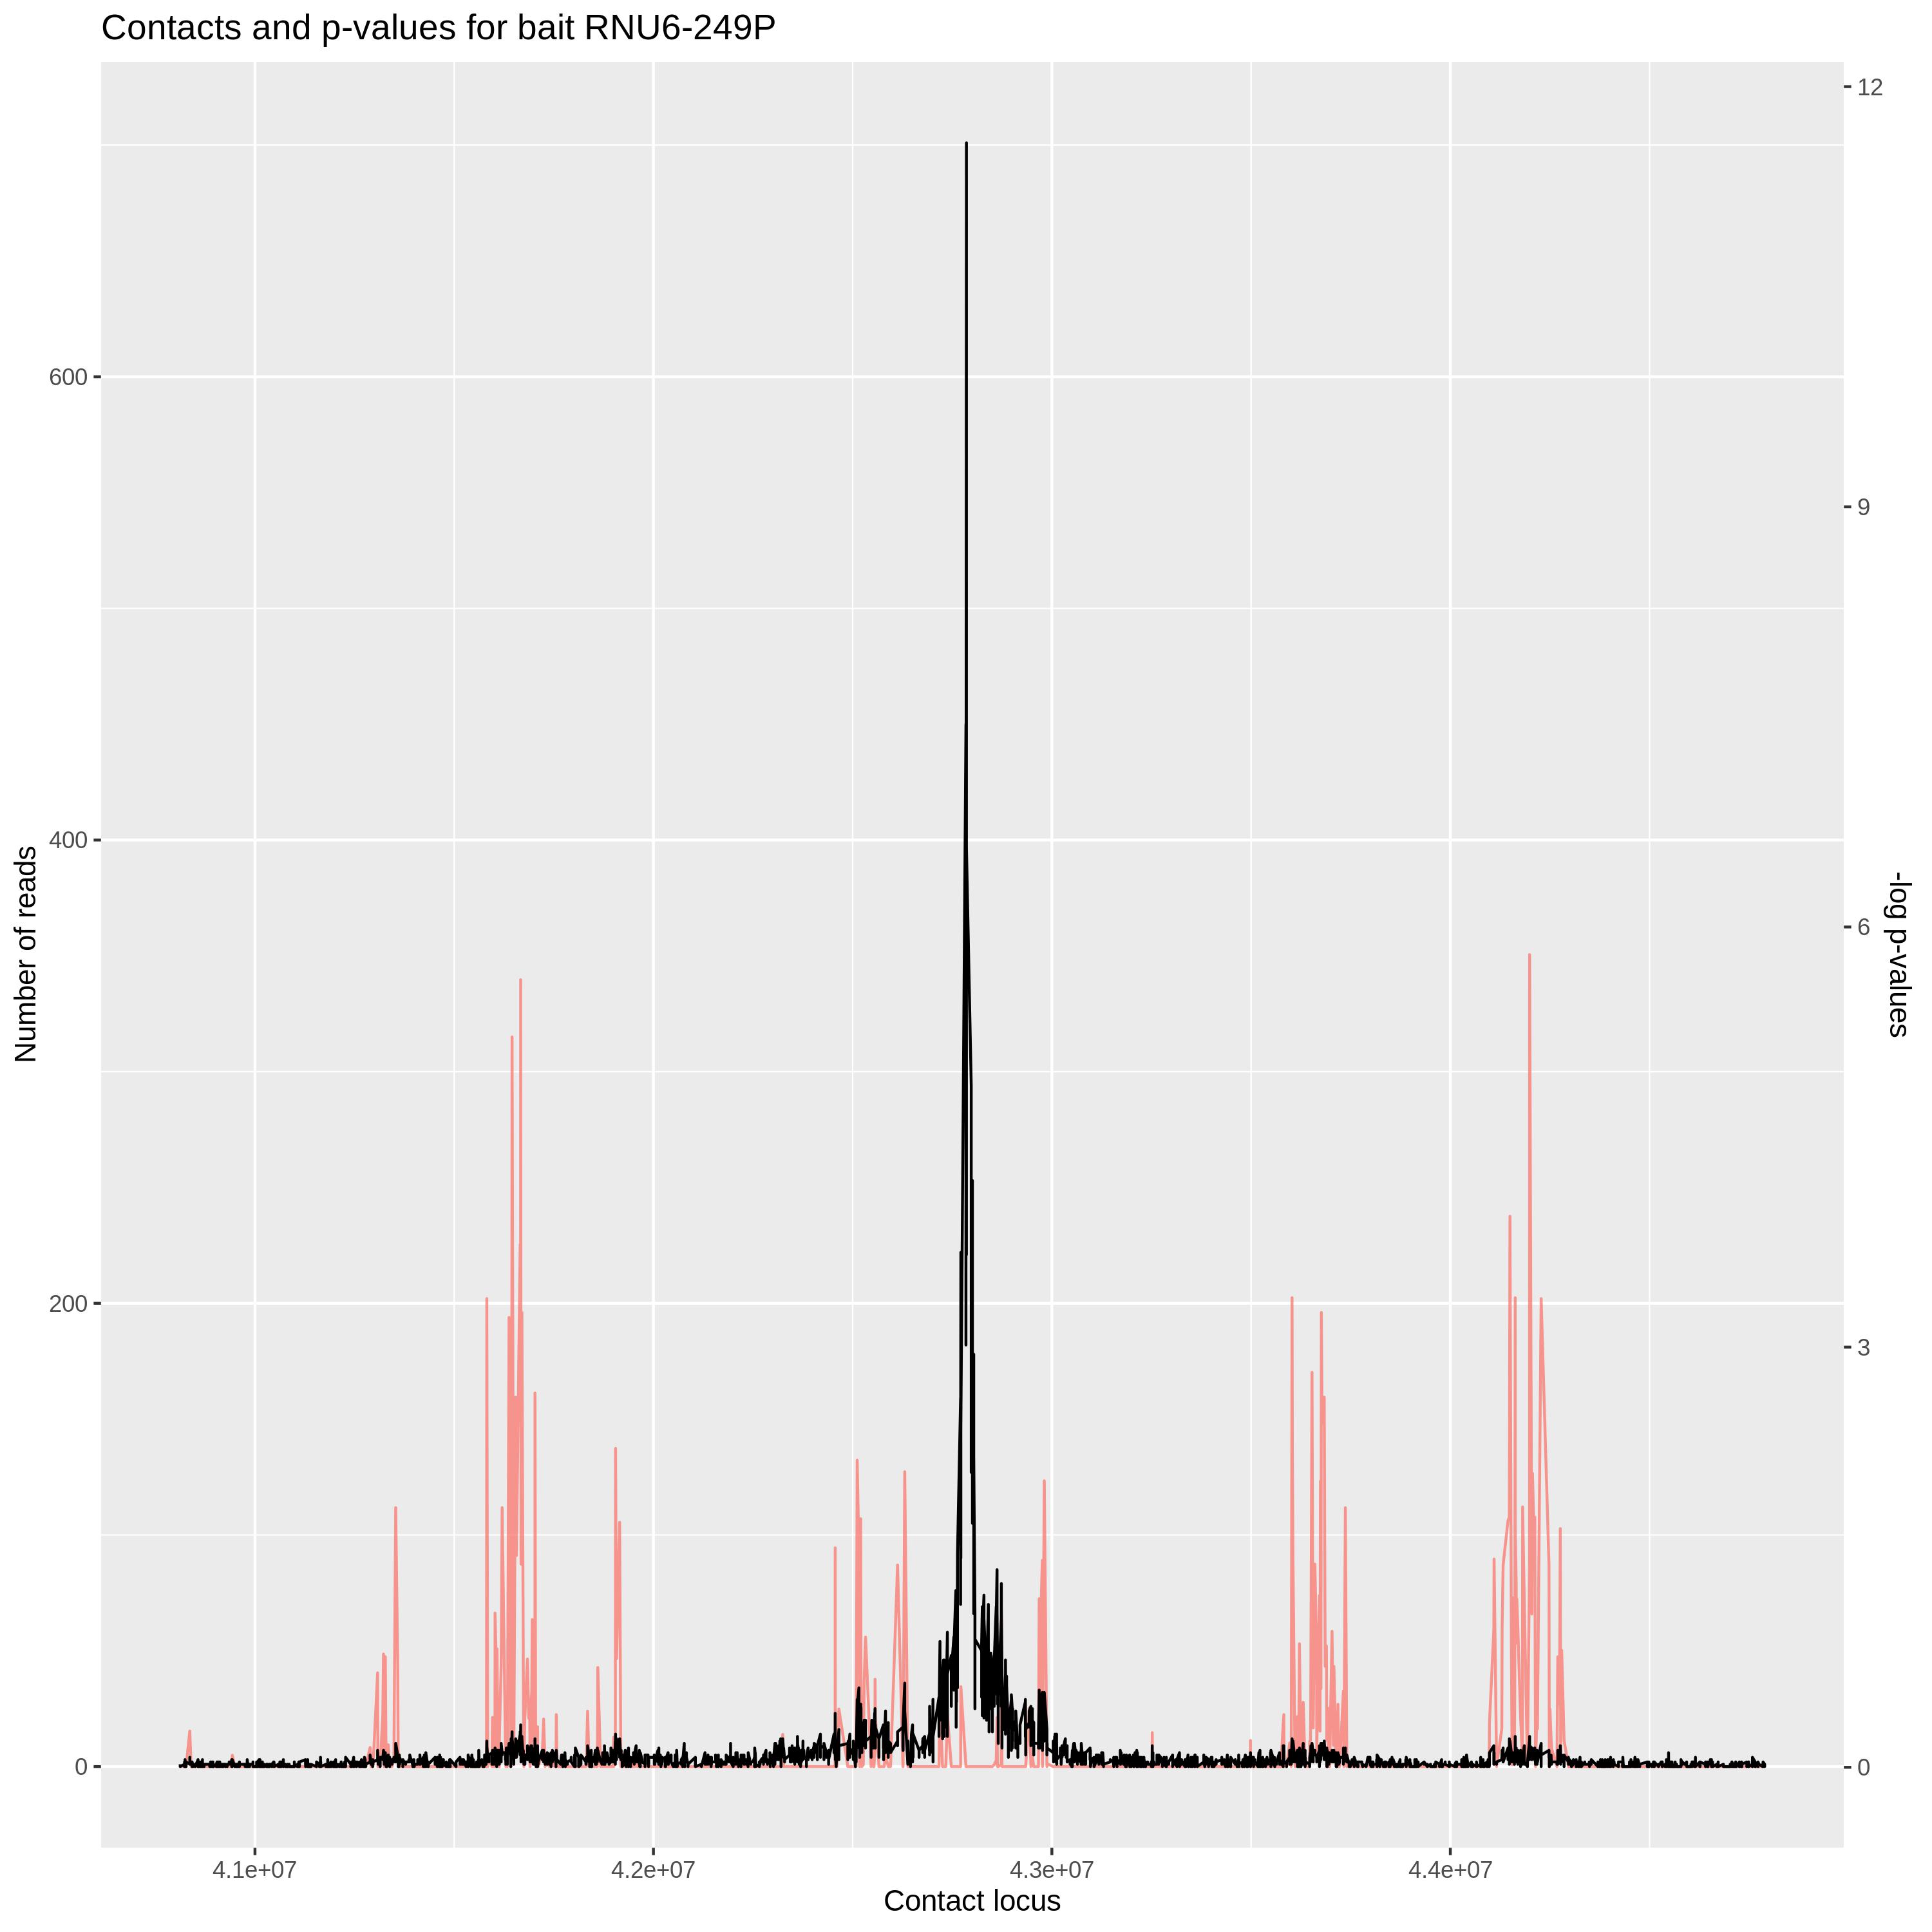 Contacts and p-values for bait RNU6-249P
12
9
6
3
0
-log p-values
600
400
200
0
Number of reads
4.1e+07 4.2e+07 4.3e+07 4.4e+07
Contact locus